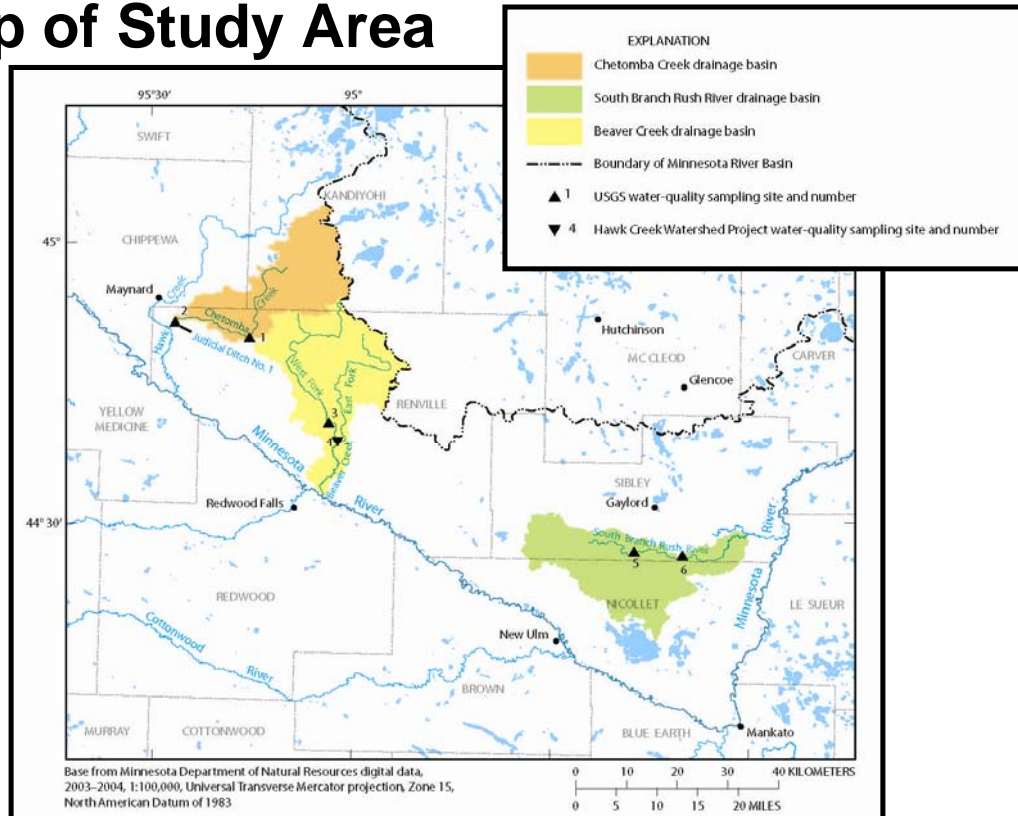 p of Study Area
EXPLANATION
Chetomba Creek drainage basin
South Branch Rush River drainage basin
Beaver Creek drainage basin
Boundary of Minnesota River Basin
1 USGS water-quality sampling site and number
4 Hawk Creek Watershed Project water-quality sampling site and number
95°30'
95°
SWIFT
KANDIYOHI
45°
CHIPPEWA
Maynard
Creek
Hawk
2
Chetomba
Creek
1
Judicial Ditch No. 1
Hutchinson
MC LEOD
CARVER
Glencoe
West Fork
East Fork
RENVILLE
YELLOW
MEDICINE
3
4
Beaver Creek
Minnesota
River
Redwood Falls
SIBLEY
Gaylord
44° 30'
South Branch Rush River
5
6
River
Minnesota
REDWOOD
NICOLLET
LE SUEUR
Cottonwood
River
New Ulm
BROWN
MURRAY
COTTONWOOD
BLUE EARTH
Mankato
Base from Minnesota Department of Natural Resources digital data,
2003–2004, 1:100,000, Universal Transverse Mercator projection, Zone 15,
North American Datum of 1983
0 10 20 30 40 KILOMETERS
0 5 10 15 20 MILES